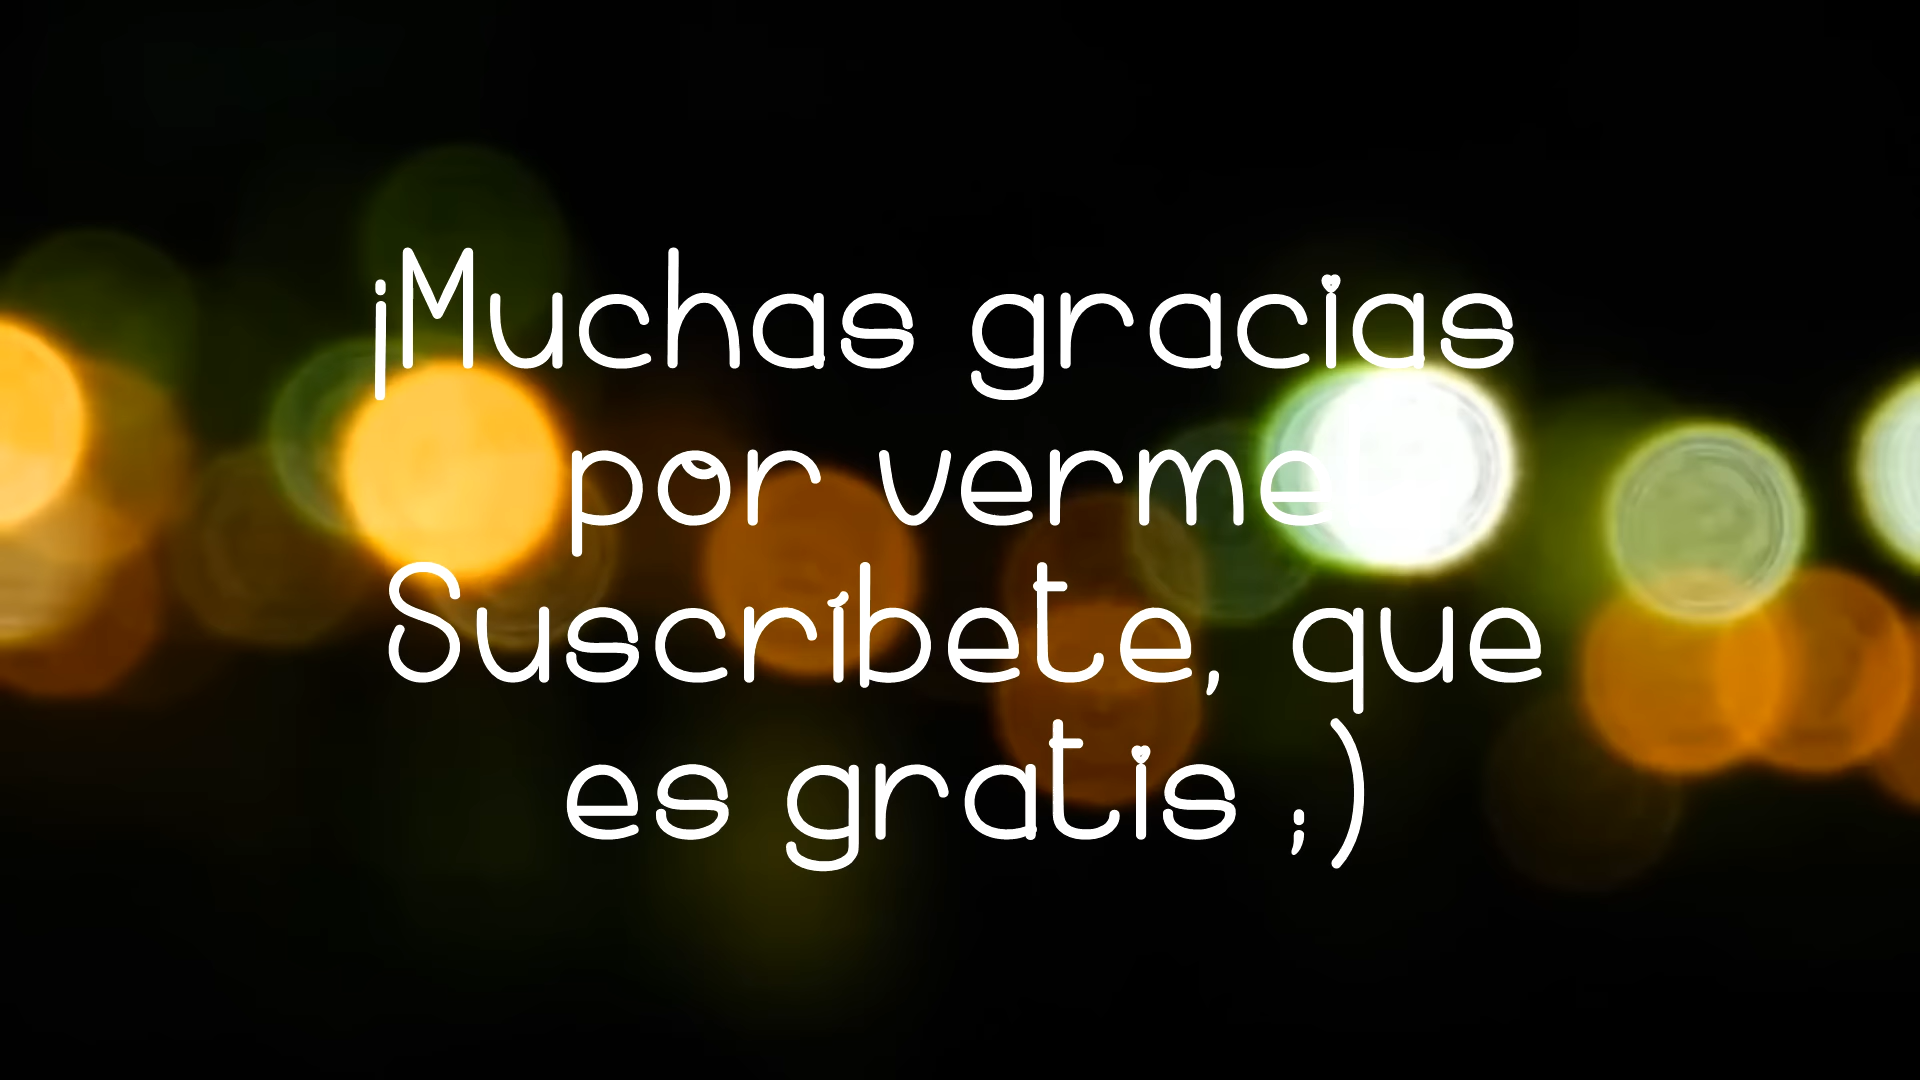 ¡Muchas gracias
por verme!
Suscríbete, que
es gratis ;)